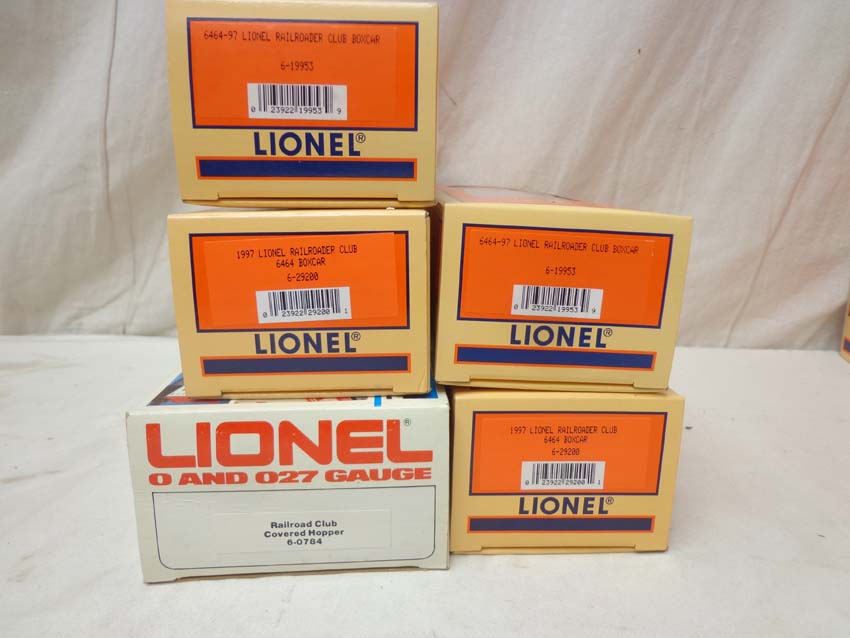 6464-97 LIONEL RAILROADER CLUB BOXCAR
6-19953
0 23922 19953 9
LIONEL®
1997 LIONEL RAILROADER CLUB
6464 BOXCAR
6-29200
0 23922 29200 1
LIONEL®
6464-97 LIONEL RAILROADER CLUB BOXCAR
6-19953
0 23922 19953 9
LIONEL®
LIONEL®
O AND O27 GAUGE
Railroad Club
Covered Hopper
6-0784
1997 LIONEL RAILROADER CLUB
6464 BOXCAR
6-29200
0 23922 29200 1
LIONEL®